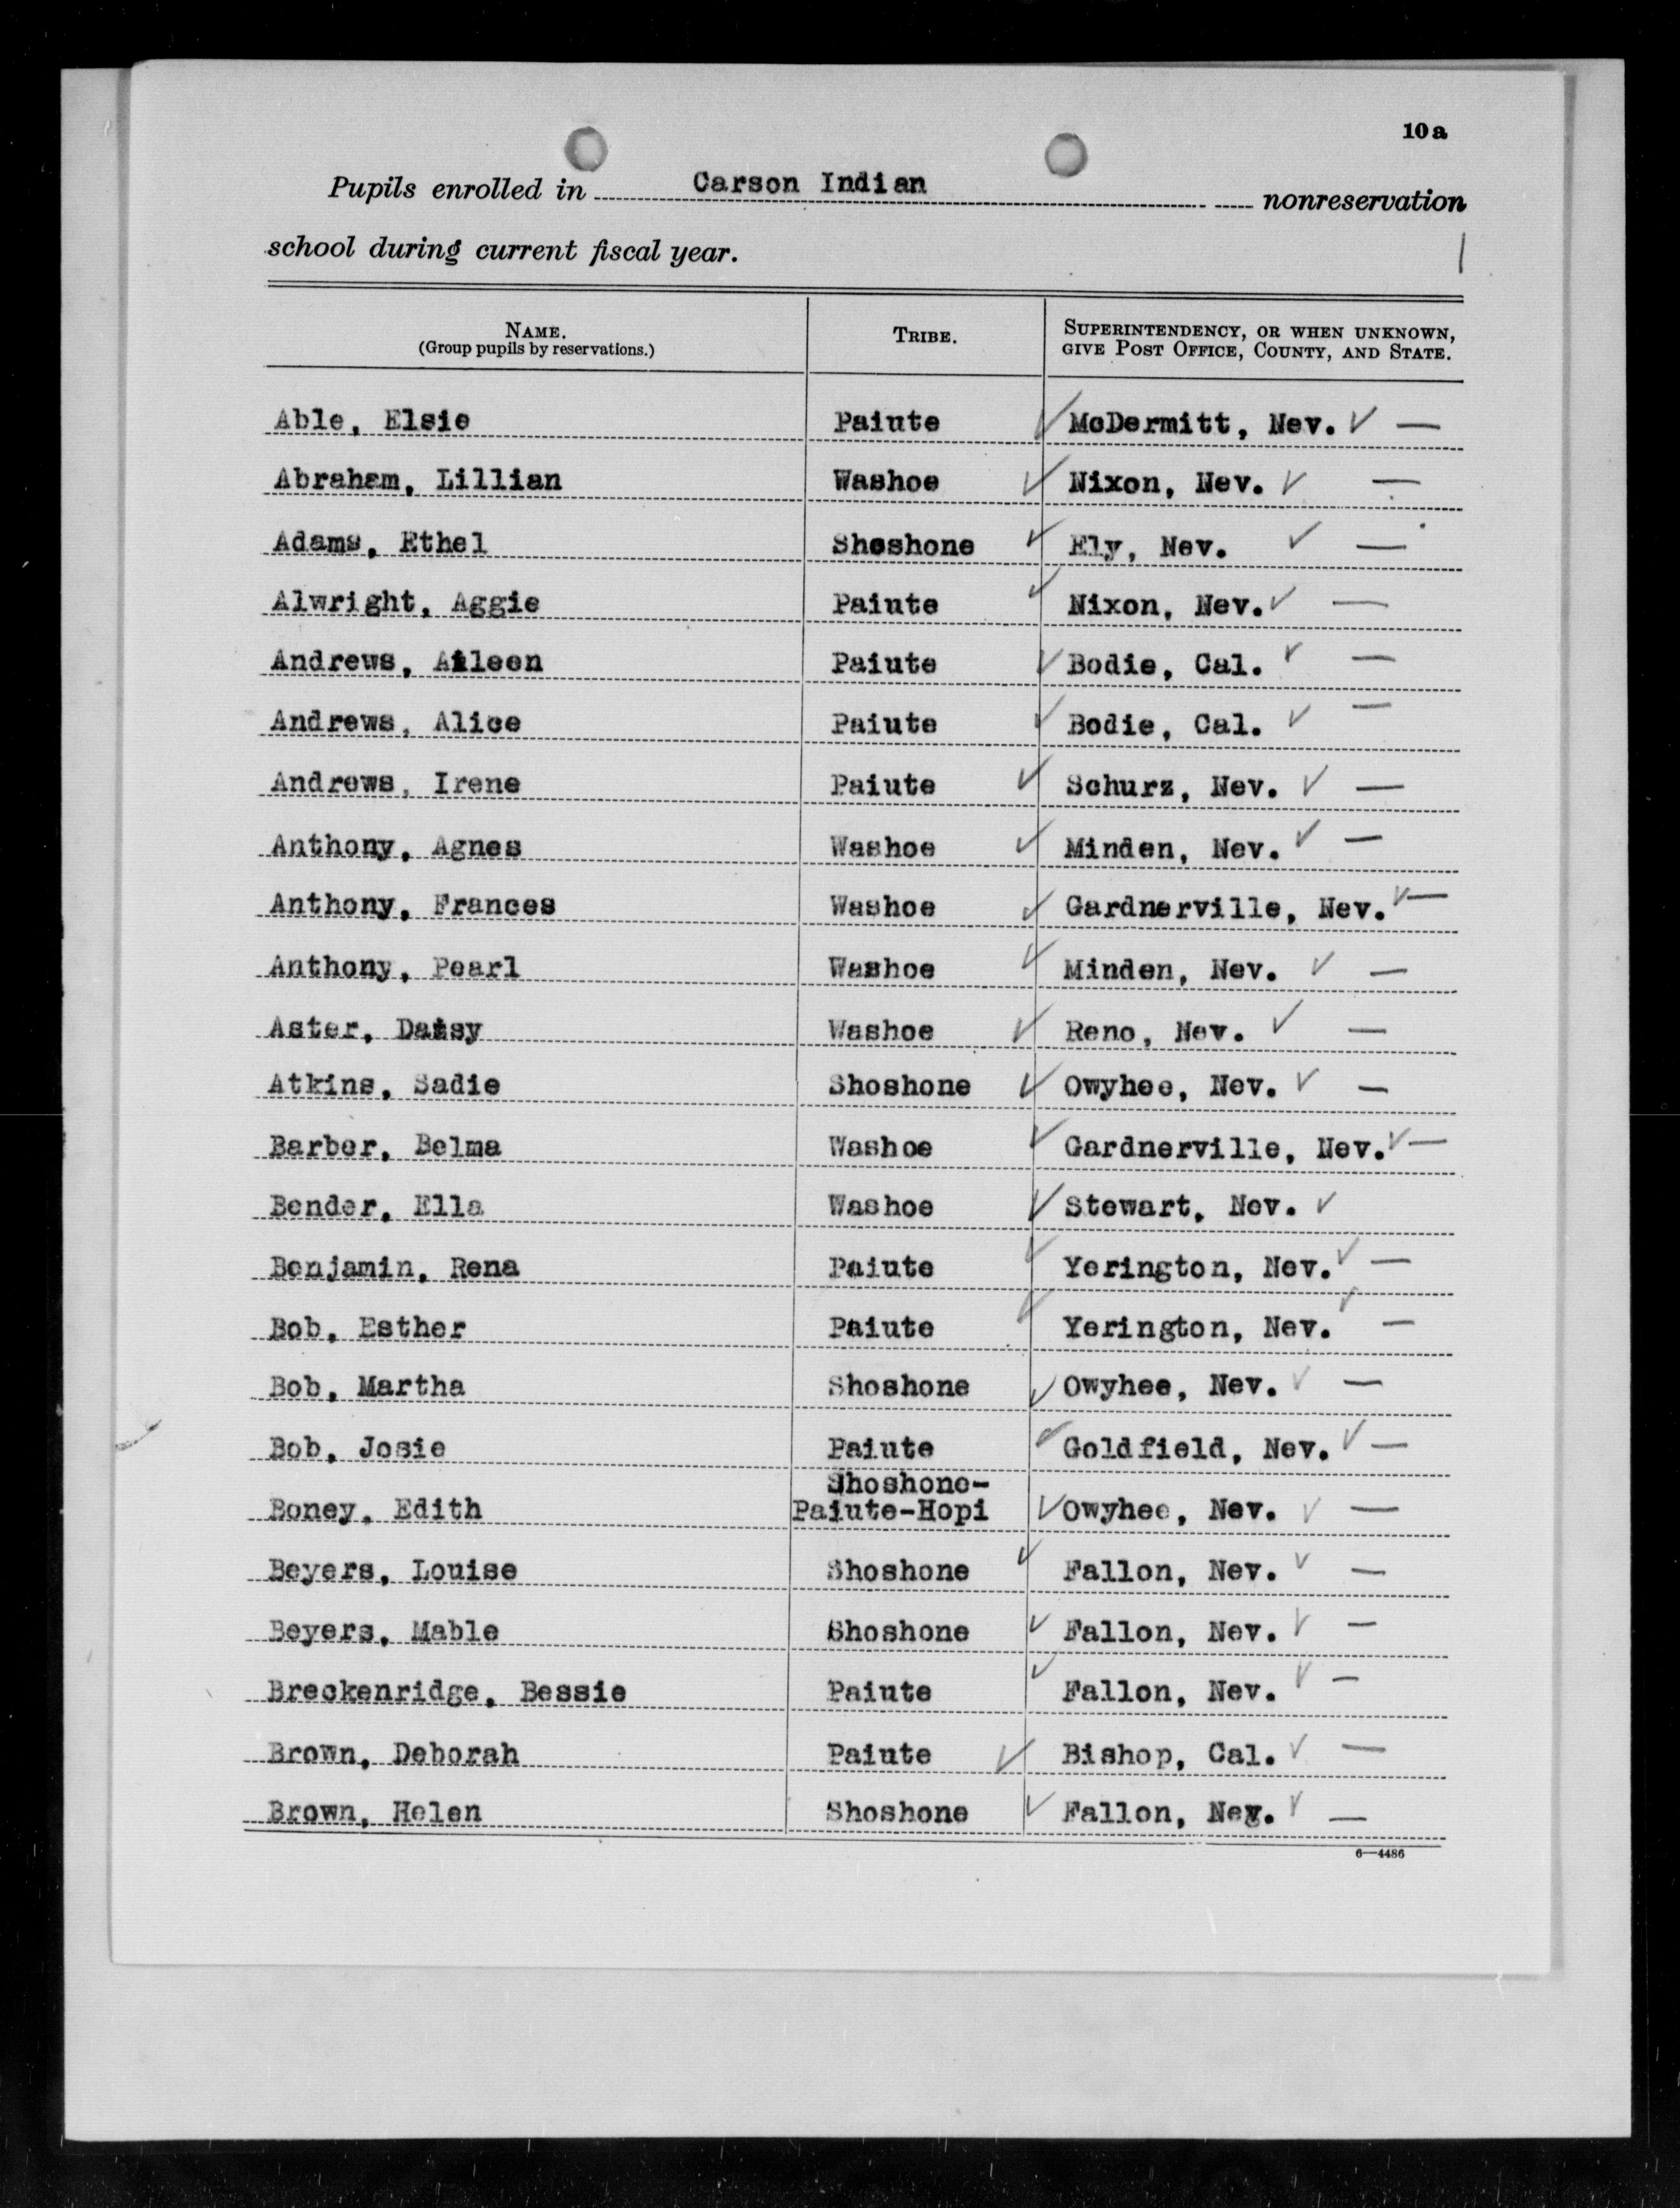 10a
Pupils enrolled in Carson Indian nonreservation
school during current fiscal year.
1
NAME. TRIBE. SUPERINTENDENCY, OR WHEN UNKNOWN,
(Group pupils by reservations.) GIVE POST OFFICE, COUNTY, AND STATE.
Able, Elsie Paiute ✓ McDermitt, Nev. ✓ —
Abraham, Lillian Washoe ✓ Nixon, Nev. ✓ —
Adams, Ethel Shoshone ✓ Ely, Nev. ✓ —
Alwright, Aggie Paiute ✓ Nixon, Nev. ✓ —
Andrews, Aileen Paiute ✓ Bodie, Cal. ✓ —
Andrews, Alice Paiute ✓ Bodie, Cal. ✓ —
Andrews, Irene Paiute ✓ Schurz, Nev. ✓ —
Anthony, Agnes Washoe ✓ Minden, Nev. ✓ —
Anthony, Frances Washoe ✓ Gardnerville, Nev. ✓ —
Anthony, Pearl Washoe ✓ Minden, Nev. ✓ —
Aster, Daisy Washoe ✓ Reno, Nev. ✓ —
Atkins, Sadie Shoshone ✓ Owyhee, Nev. ✓ —
Barber, Belma Washoe ✓ Gardnerville, Nev. ✓ —
Bender, Ella Washoe ✓ Stewart, Nev. ✓
Benjamin, Rena Paiute ✓ Yerington, Nev. ✓ —
Bob, Esther Paiute ✓ Yerington, Nev. ✓ —
Bob, Martha Shoshone ✓ Owyhee, Nev. ✓ —
Bob, Josie Paiute ✓ Goldfield, Nev. ✓ —
Shoshone-
Boney, Edith Paiute-Hopi ✓ Owyhee, Nev. ✓ —
Beyers, Louise Shoshone ✓ Fallon, Nev. ✓ —
Beyers, Mable Shoshone ✓ Fallon, Nev. ✓ —
Breckenridge, Bessie Paiute ✓ Fallon, Nev. ✓ —
Brown, Deborah Paiute ✓ Bishop, Cal. ✓ —
Brown, Helen Shoshone ✓ Fallon, Nev. ✓ —
6—4486